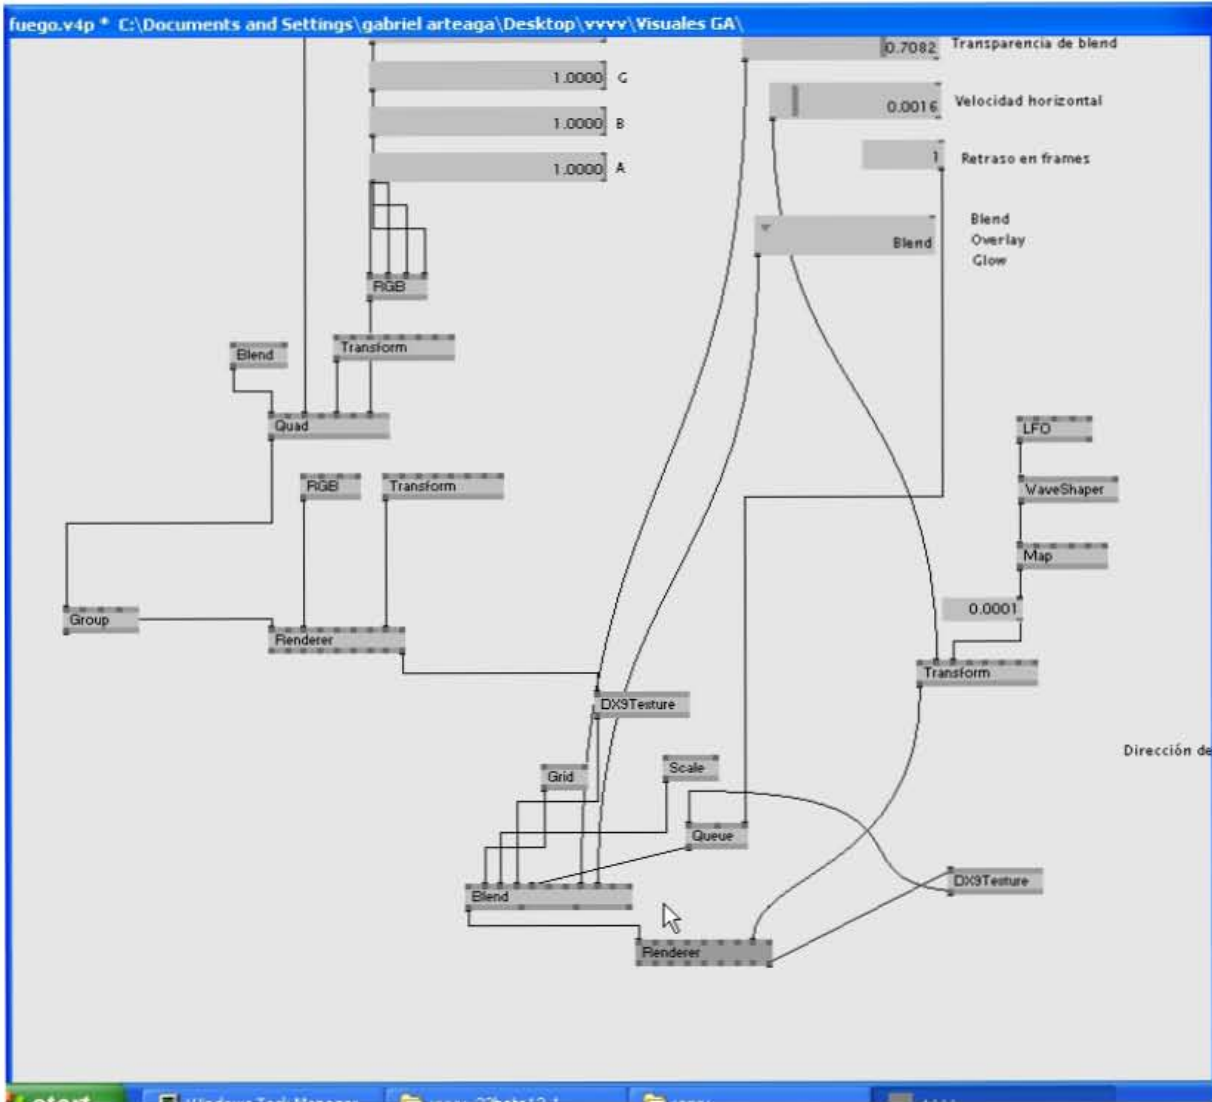 fuego.v4p * C:\Documents and Settings\gabriel arteaga\Desktop\vvvv\Visuales GA\
0.7082 Transparencia de blend
1.0000 G
0.0016 Velocidad horizontal
1.0000 B
1 Retraso en frames
1.0000 A
Blend
Blend
Overlay
Glow
RGB
Blend
Transform
Quad
LFO
RGB
Transform
WaveShaper
Map
0.0001
Group
Renderer
Transform
DX9Texture
Dirección de
Grid
Scale
Queue
DX9Texture
Blend
Renderer
start
Windows Task Manager